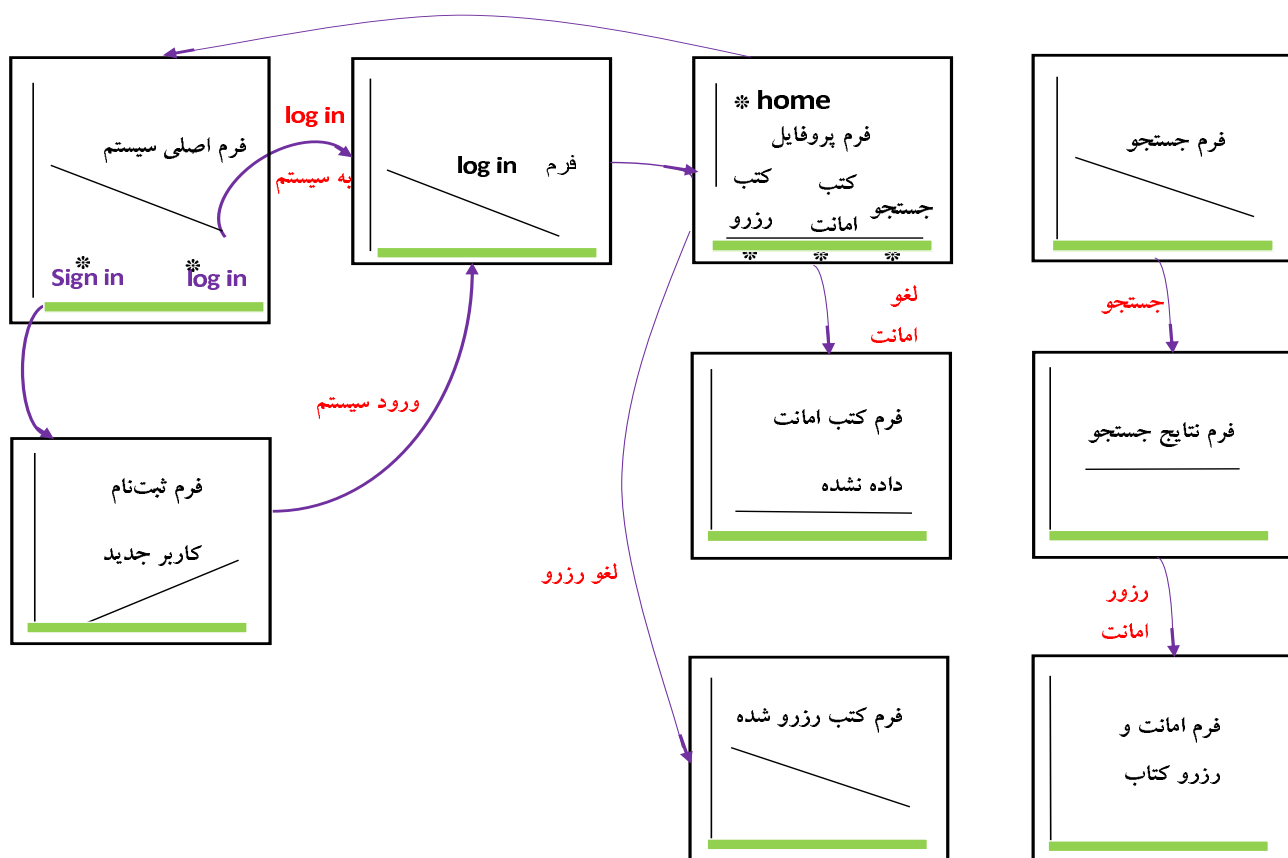 فرم اصلی سیستم
Sign in
log in
log in
به سیستم
فرم log in
home
فرم پروفایل
کتب رزرو
کتب امانت
جستجو
فرم جستجو
لغو
امانت
جستجو
ورود سیستم
فرم ثبت‌نام
کاربر جدید
فرم کتب امانت
داده نشده
فرم نتایج جستجو
لغو رزرو
رزور
امانت
فرم کتب رزرو شده
فرم امانت و
رزرو کتاب